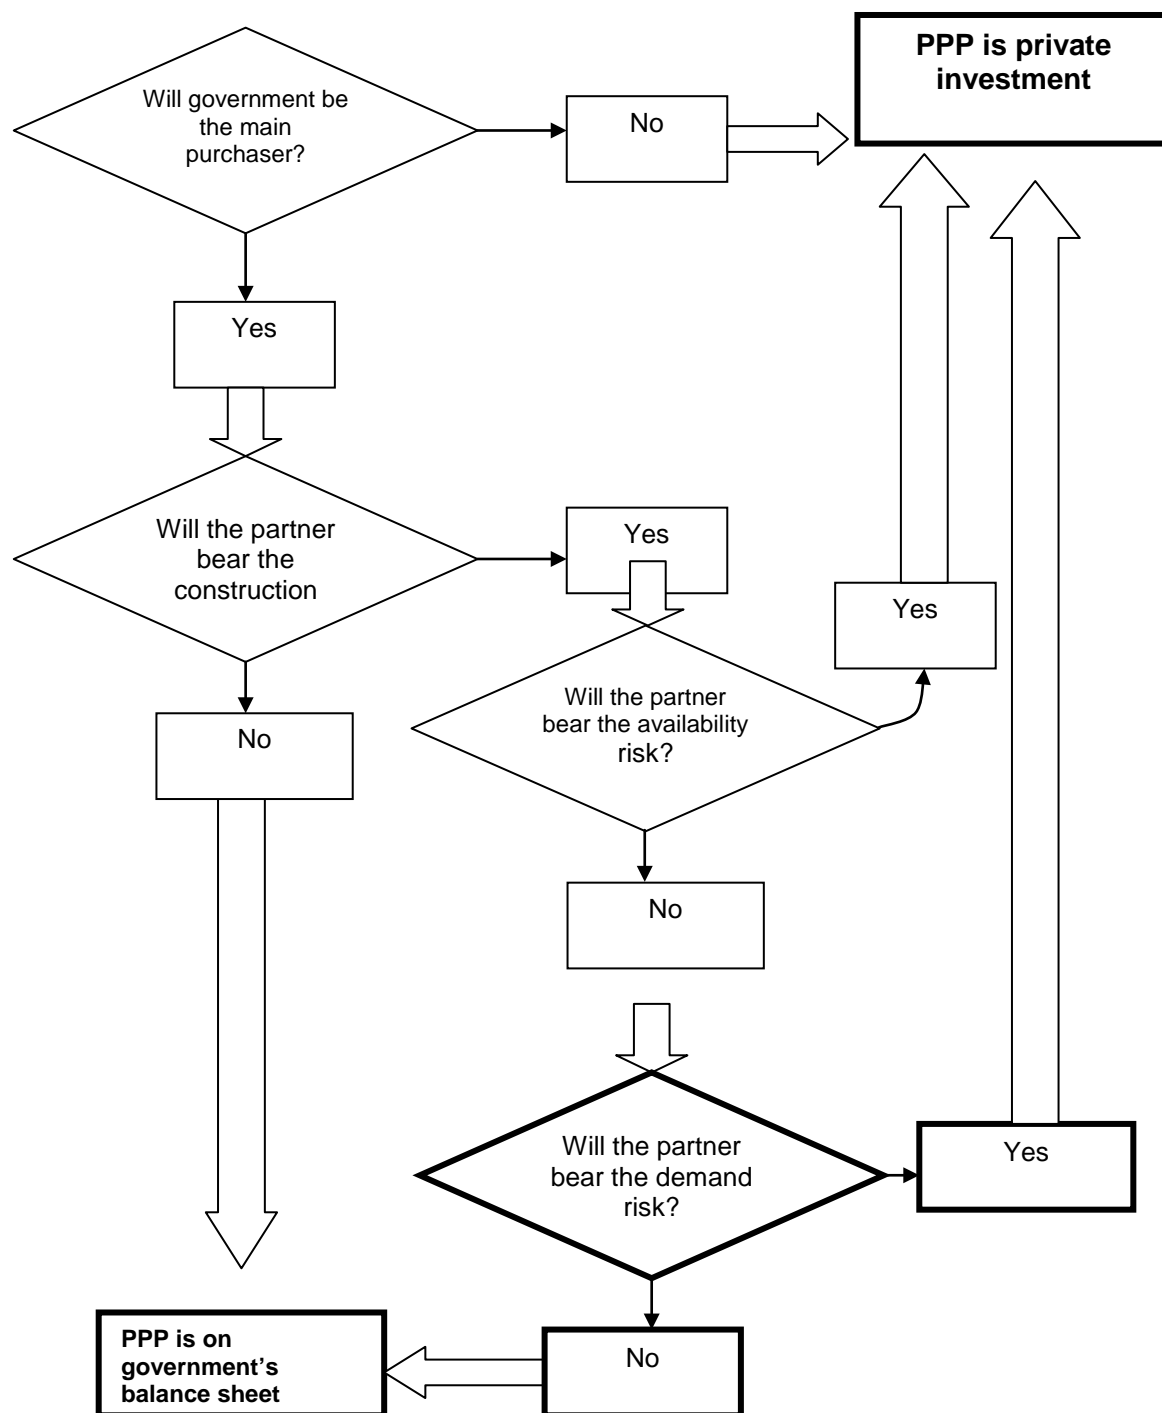 Will government be
the main
purchaser?
No
PPP is private
investment
Yes
Will the partner
bear the
construction
Yes
Yes
Will the partner
bear the availability
risk?
No
No
Will the partner
bear the demand
risk?
Yes
PPP is on
government’s
balance sheet
No